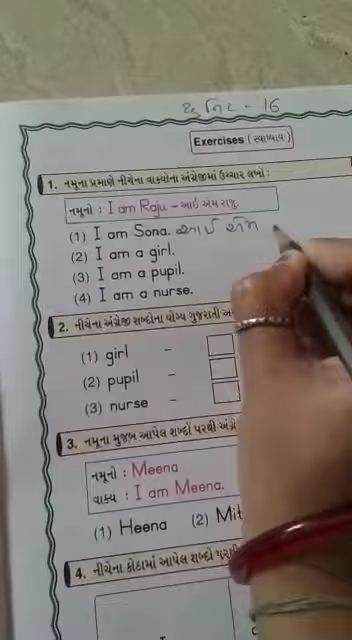 યુનિટ - 16
Exercises (સ્વાધ્યાય)
1. નમૂના પ્રમાણે નીચેના વાક્યોના અંગ્રેજીમાં ઉચ્ચાર લખો :
નમૂનો : I am Raju – આઈ એમ રાજુ
(1) I am Sona. આઈ એમ
(2) I am a girl.
(3) I am a pupil.
(4) I am a nurse.
2. નીચેના અંગ્રેજી શબ્દોના યોગ્ય ગુજરાતી
(1) girl –
(2) pupil –
(3) nurse –
3. નમૂના મુજબ આપેલ શબ્દો પરથી
નમૂનો : Meena
વાક્ય : I am Meena.
(1) Heena (2)
4. નીચેના કોઠામાં આપેલ શબ્દો